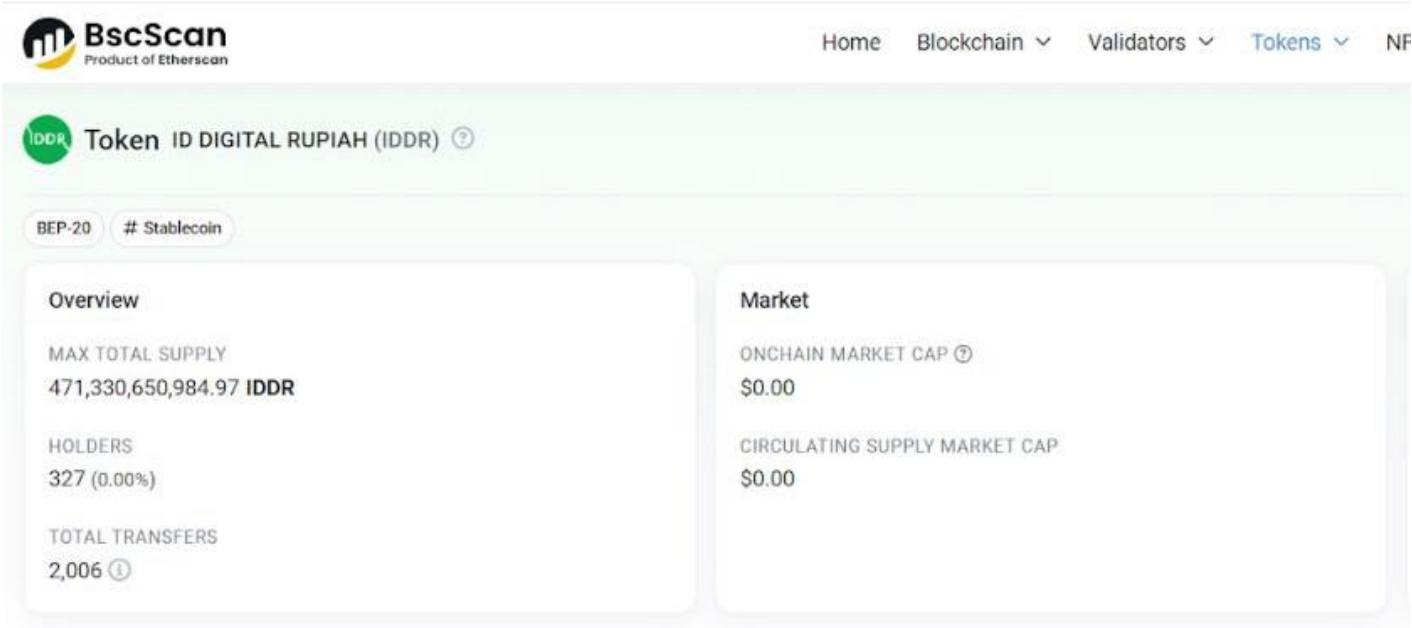 BscScan
Product of Etherscan
Home Blockchain Validators Tokens NF
IDDR Token ID DIGITAL RUPIAH (IDDR)
BEP-20 # Stablecoin
Overview
MAX TOTAL SUPPLY
471,330,650,984.97 IDDR
HOLDERS
327 (0.00%)
TOTAL TRANSFERS
2,006
Market
ONCHAIN MARKET CAP
$0.00
CIRCULATING SUPPLY MARKET CAP
$0.00